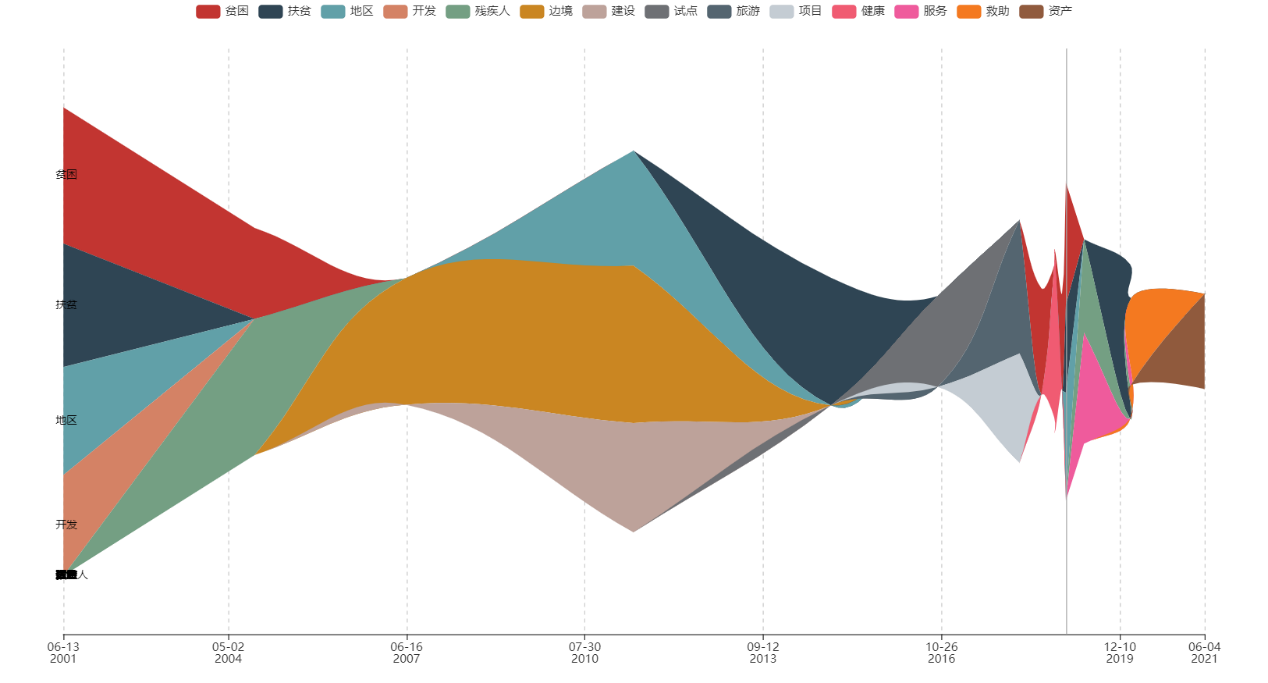 贫困 扶贫 地区 开发 残疾人 边境 建设 试点 旅游 项目 健康 服务 救助 资产
贫困
扶贫
地区
开发
人
06-13 05-02 06-16 07-30 09-12 10-26 12-10 06-04
2001 2004 2007 2010 2013 2016 2019 2021